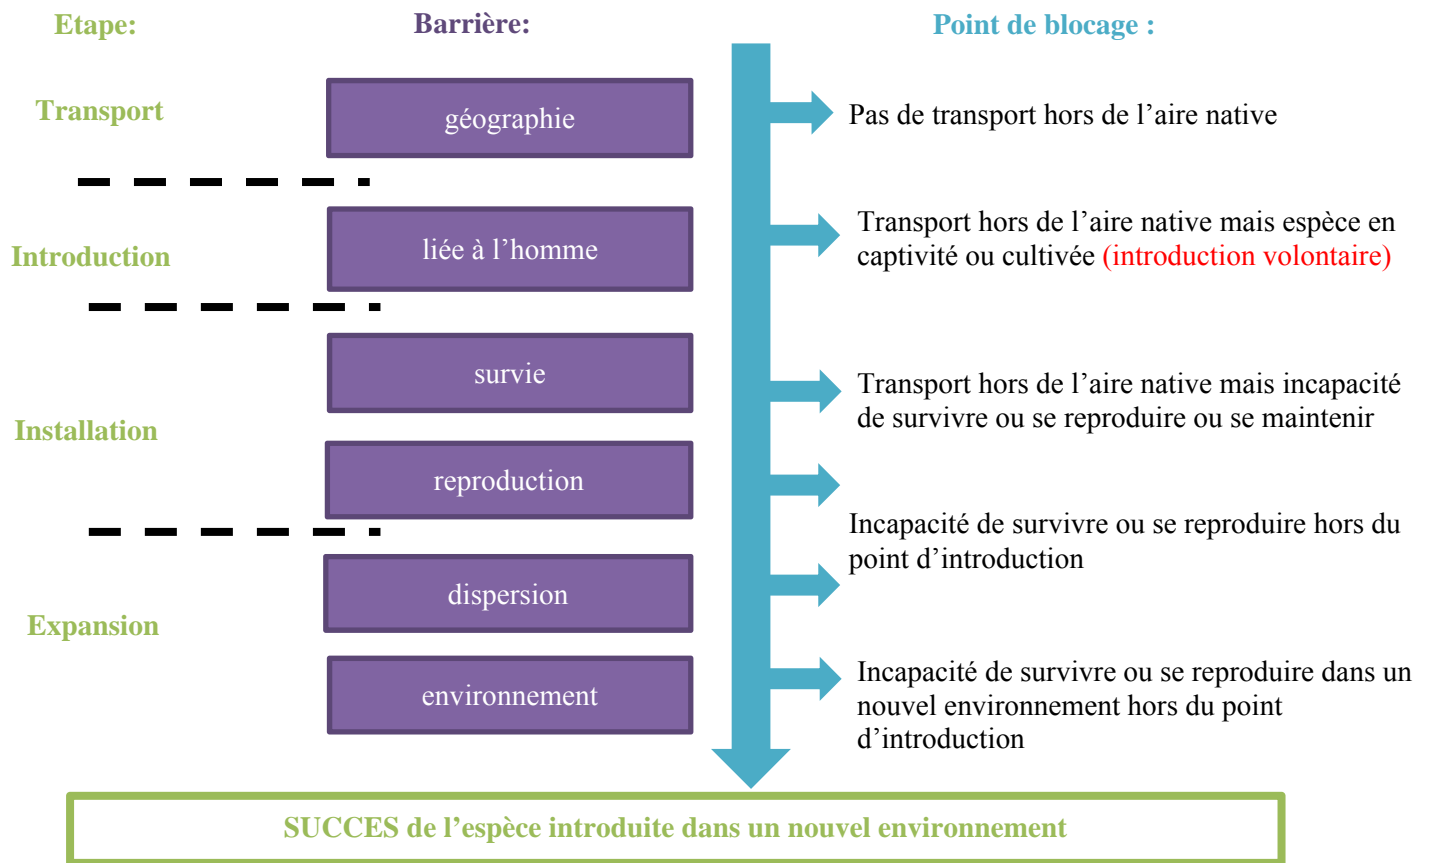 Etape:
Barrière:
Point de blocage :
Transport
géographie
Pas de transport hors de l’aire native
Introduction
liée à l’homme
Transport hors de l’aire native mais espèce en
captivité ou cultivée (introduction volontaire)
Installation
survie
Transport hors de l’aire native mais incapacité
de survivre ou se reproduire ou se maintenir
reproduction
Incapacité de survivre ou se reproduire hors du
point d’introduction
Expansion
dispersion
environnement
Incapacité de survivre ou se reproduire dans un
nouvel environnement hors du point
d’introduction
SUCCES de l’espèce introduite dans un nouvel environnement